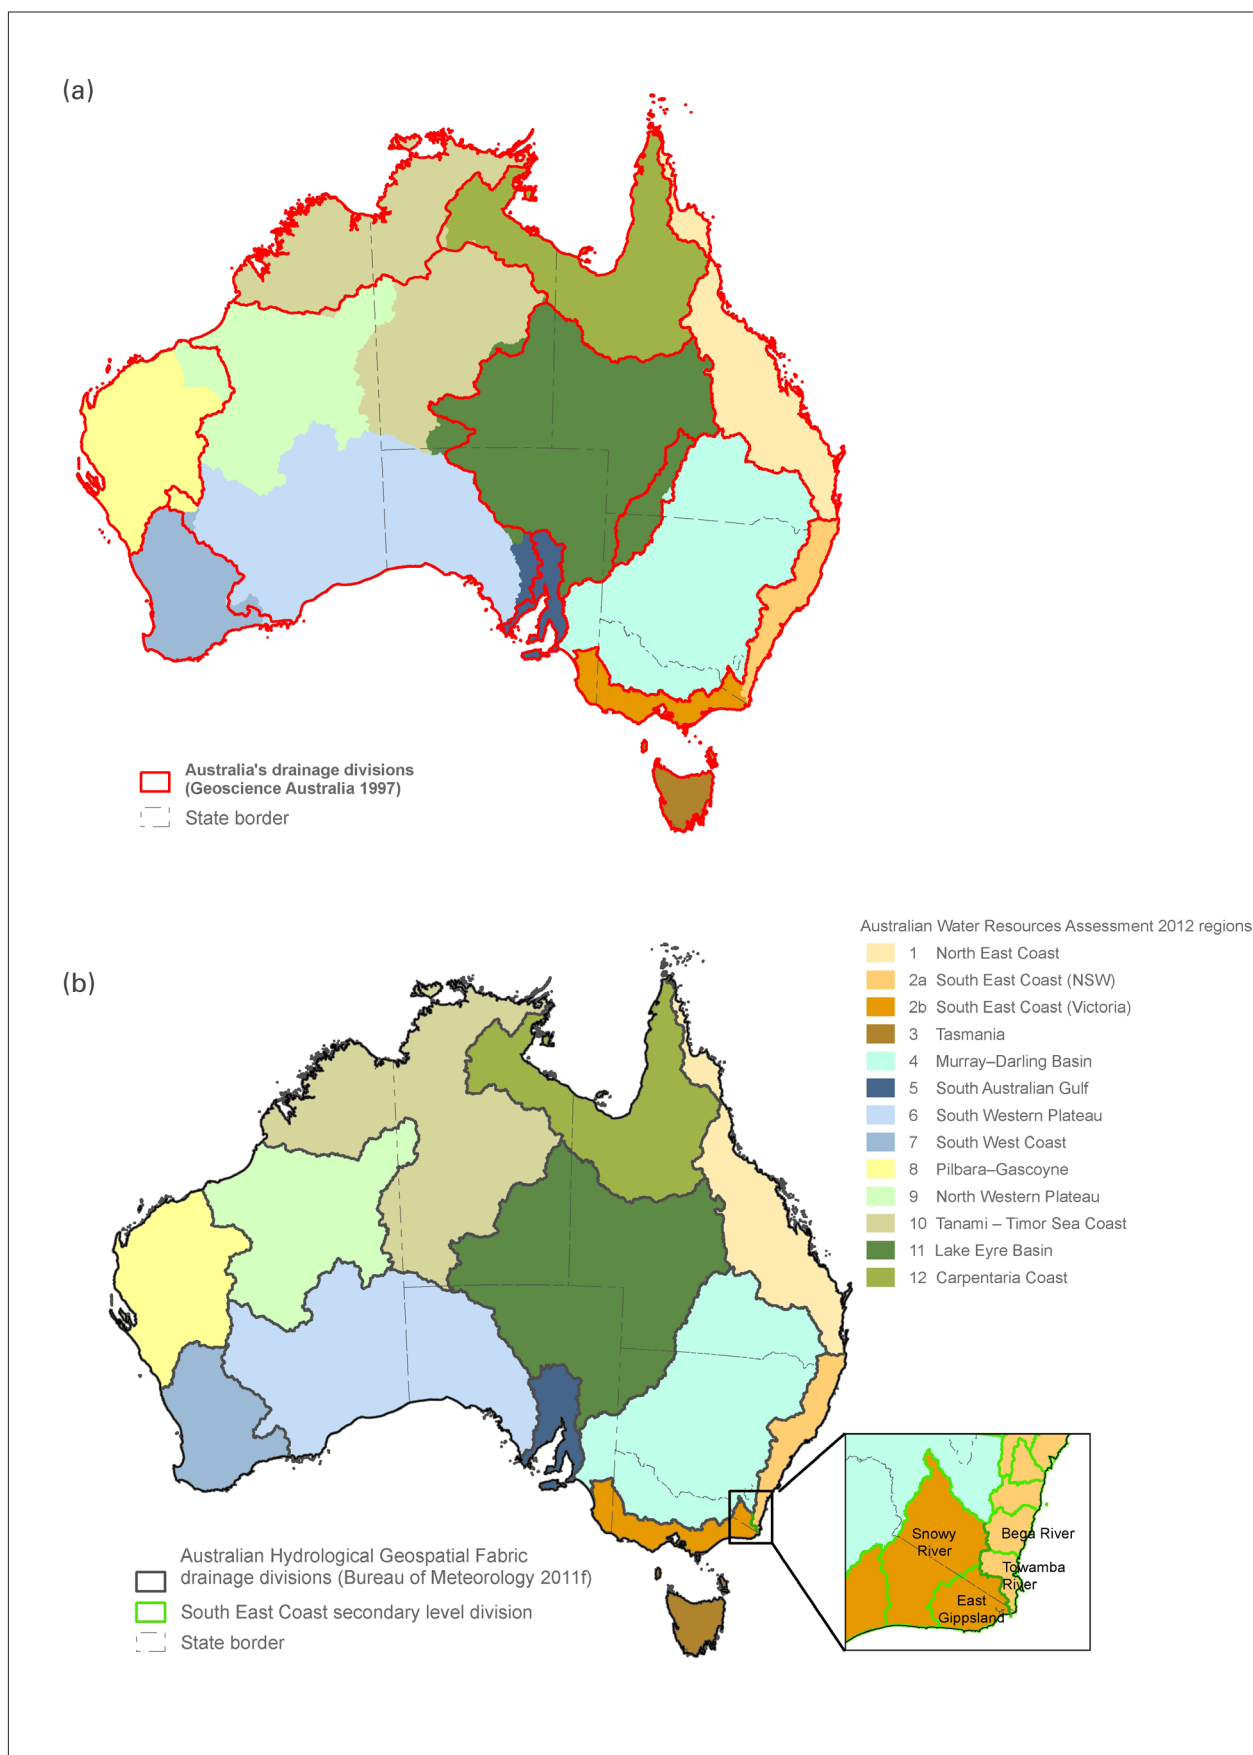 (a)
Australia's drainage divisions
(Geoscience Australia 1997)
State border
Australian Water Resources Assessment 2012 regions
1 North East Coast
2a South East Coast (NSW)
2b South East Coast (Victoria)
3 Tasmania
4 Murray–Darling Basin
5 South Australian Gulf
6 South Western Plateau
7 South West Coast
8 Pilbara–Gascoyne
9 North Western Plateau
10 Tanami – Timor Sea Coast
11 Lake Eyre Basin
12 Carpentaria Coast
(b)
Snowy
River
Bega River
Towamba
River
East
Gippsland
Australian Hydrological Geospatial Fabric
drainage divisions (Bureau of Meteorology 2011f)
South East Coast secondary level division
State border